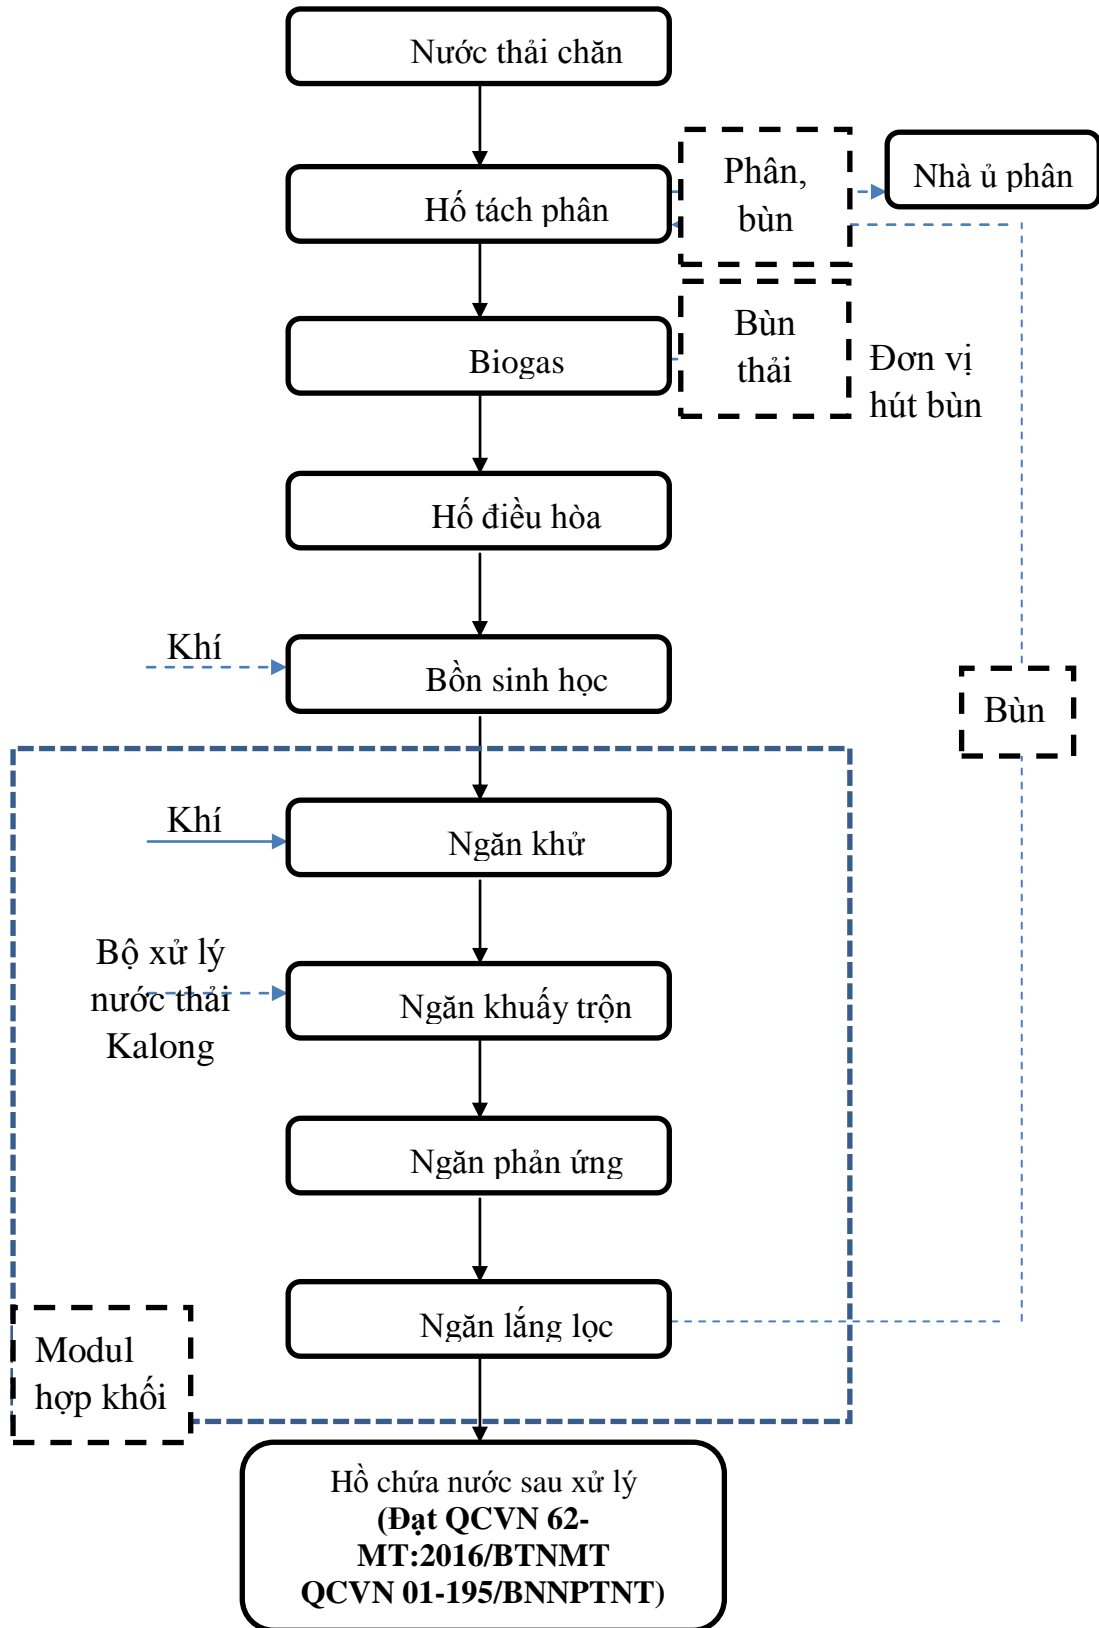 Nước thải chăn
Phân,
bùn
Nhà ủ phân
Hố tách phân
Bùn
thải
Biogas
Đơn vị
hút bùn
Hố điều hòa
Khí
Bồn sinh học
Bùn
Khí
Ngăn khử
Bộ xử lý
nước thải
Kalong
Ngăn khuấy trộn
Ngăn phản ứng
Ngăn lắng lọc
Modul
hợp khối
Hồ chứa nước sau xử lý
(Đạt QCVN 62-
MT:2016/BTNMT
QCVN 01-195/BNNPTNT)